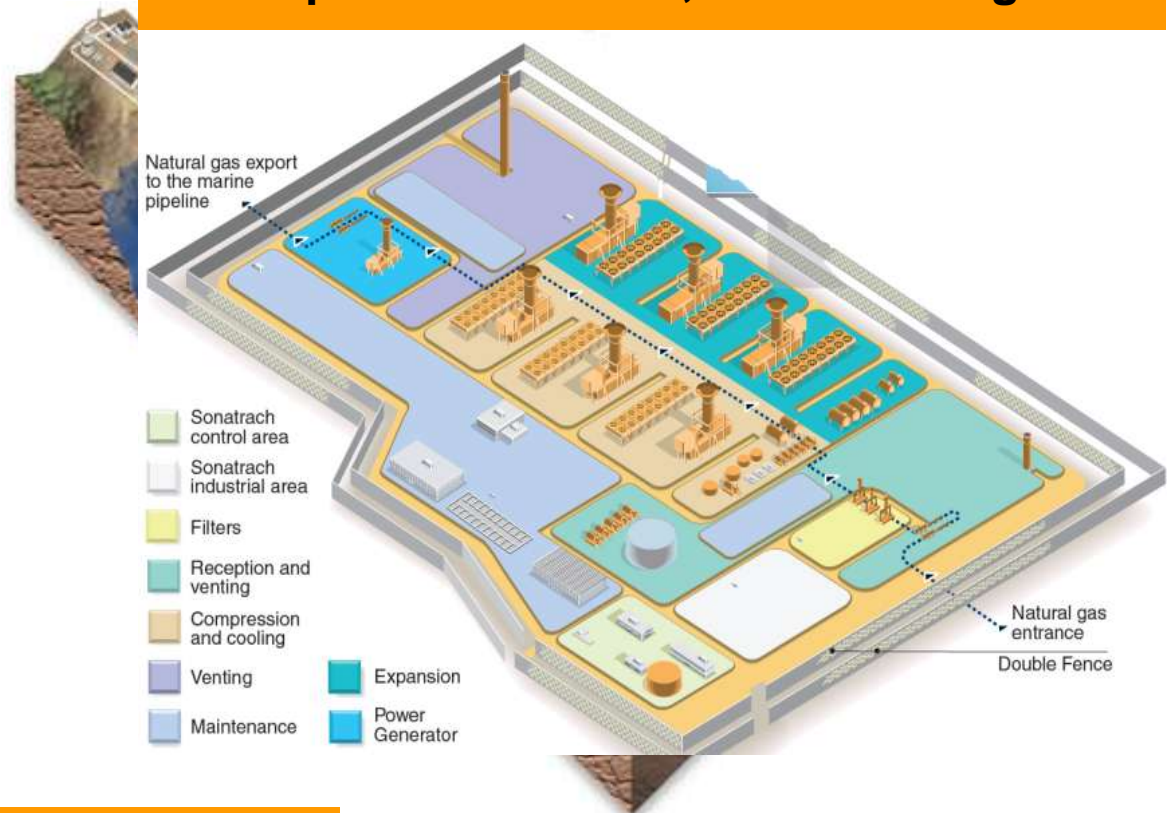 Natural gas export
to the marine
pipeline
Sonatrach
control area
Sonatrach
industrial area
Filters
Reception and
venting
Compression
and cooling
Venting
Maintenance
Expansion
Power
Generator
Natural gas
entrance
Double Fence